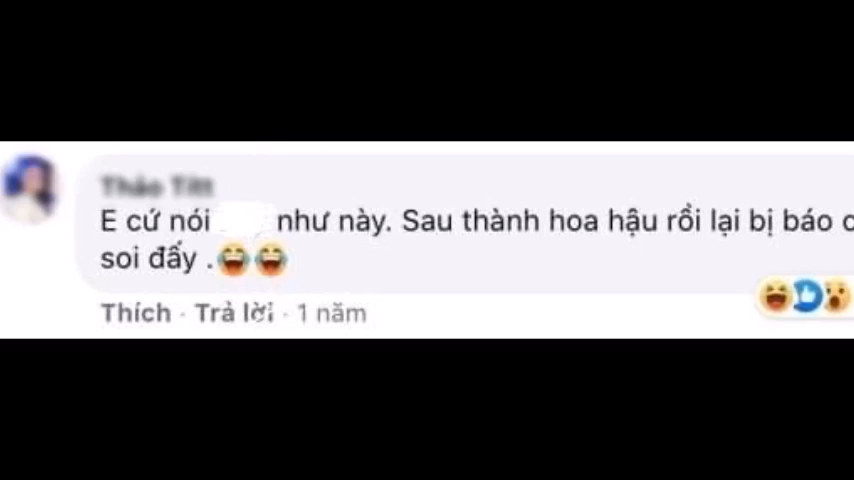 E cứ nói như này. Sau thành hoa hậu rồi lại bị báo
soi đấy .😂😂
Thích · Trả lời · 1 năm